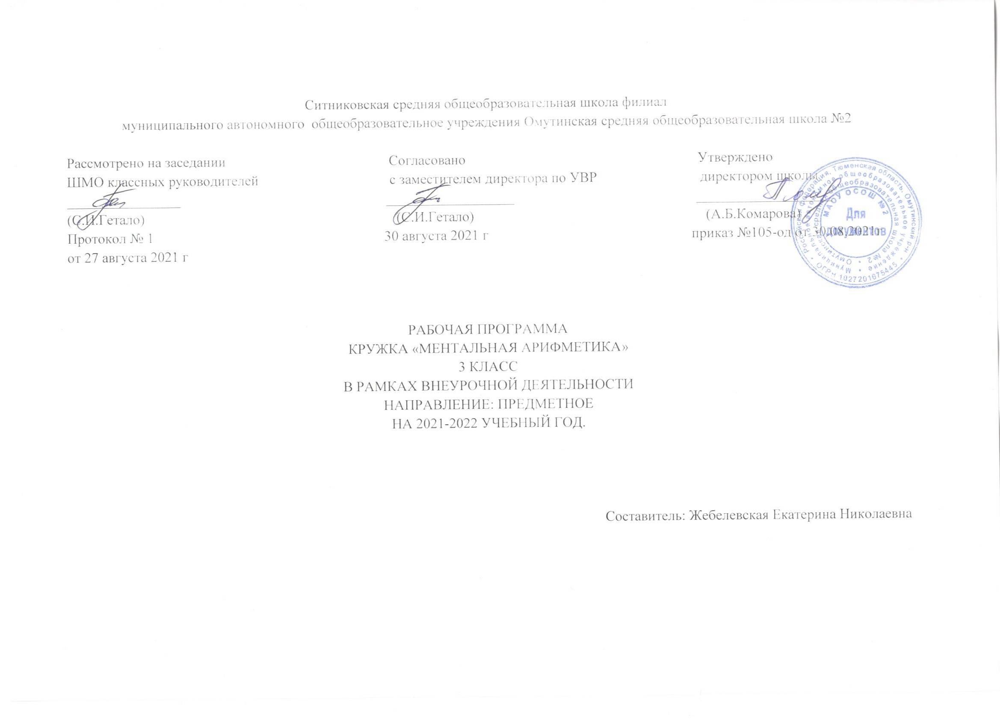 Ситниковская средняя общеобразовательная школа филиал
муниципального автономного общеобразовательное учреждения Омутинская средняя общеобразовательная школа №2
Рассмотрено на заседании
ШМО классных руководителей
(С.И.Гетало)
Протокол № 1
от 27 августа 2021 г
Согласовано
с заместителем директора по УВР
(С.И.Гетало)
30 августа 2021 г
Утверждено
директором школы
(А.Б.Комарова)
приказ №105-од от 30.08.2021г
Российская Федерация, Тюменская область, Омутинский р-н * ОГРН 1027201675445 *
Муниципальное автономное общеобразовательное учреждение •
Омутинская средняя общеобразовательная школа №2 •
МАОУ ОСОШ №2
Для
документов
РАБОЧАЯ ПРОГРАММА
КРУЖКА «МЕНТАЛЬНАЯ АРИФМЕТИКА»
3 КЛАСС
В РАМКАХ ВНЕУРОЧНОЙ ДЕЯТЕЛЬНОСТИ
НАПРАВЛЕНИЕ: ПРЕДМЕТНОЕ
НА 2021-2022 УЧЕБНЫЙ ГОД.
Составитель: Жебелевская Екатерина Николаевна